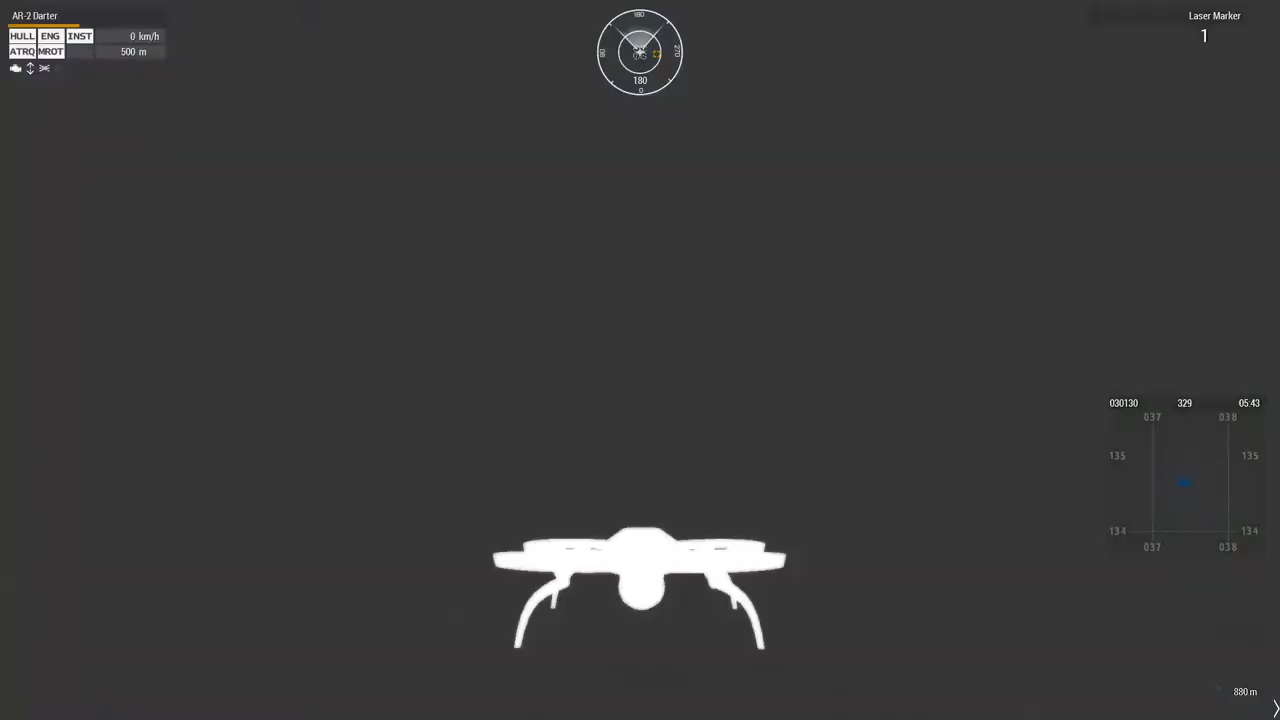 AR-2 Darter
HULL ENG INST 0 km/h
ATRQ MROT 500 m
180
270
180
0
Laser Marker
1
030130 329 05:43
037 038
135 135
134 134
037 038
880 m